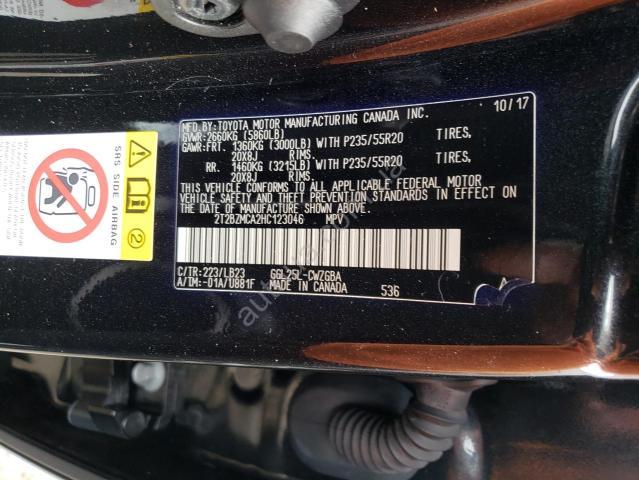 MFD.BY:TOYOTA MOTOR MANUFACTURING CANADA INC. 10/17
GVWR:2660KG (5860LB)
GAWR:FRT. 1360KG (3000LB) WITH P235/55R20 TIRES,
20X8J RIMS
RR. 1460KG (3215LB) WITH P235/55R20 TIRES,
20X8J RIMS,
THIS VEHICLE CONFORMS TO ALL APPLICABLE FEDERAL MOTOR
VEHICLE SAFETY AND THEFT PREVENTION STANDARDS IN EFFECT
ON THE DATE OF MANUFACTURE SHOWN ABOVE.
2T2BZMCA2HC123046 MPV
C/TR:223/LB23 GGL25L-CWZGBA A
A/TM:-01A/U881F MADE IN CANADA 536
SRS SIDE AIRBAG
2